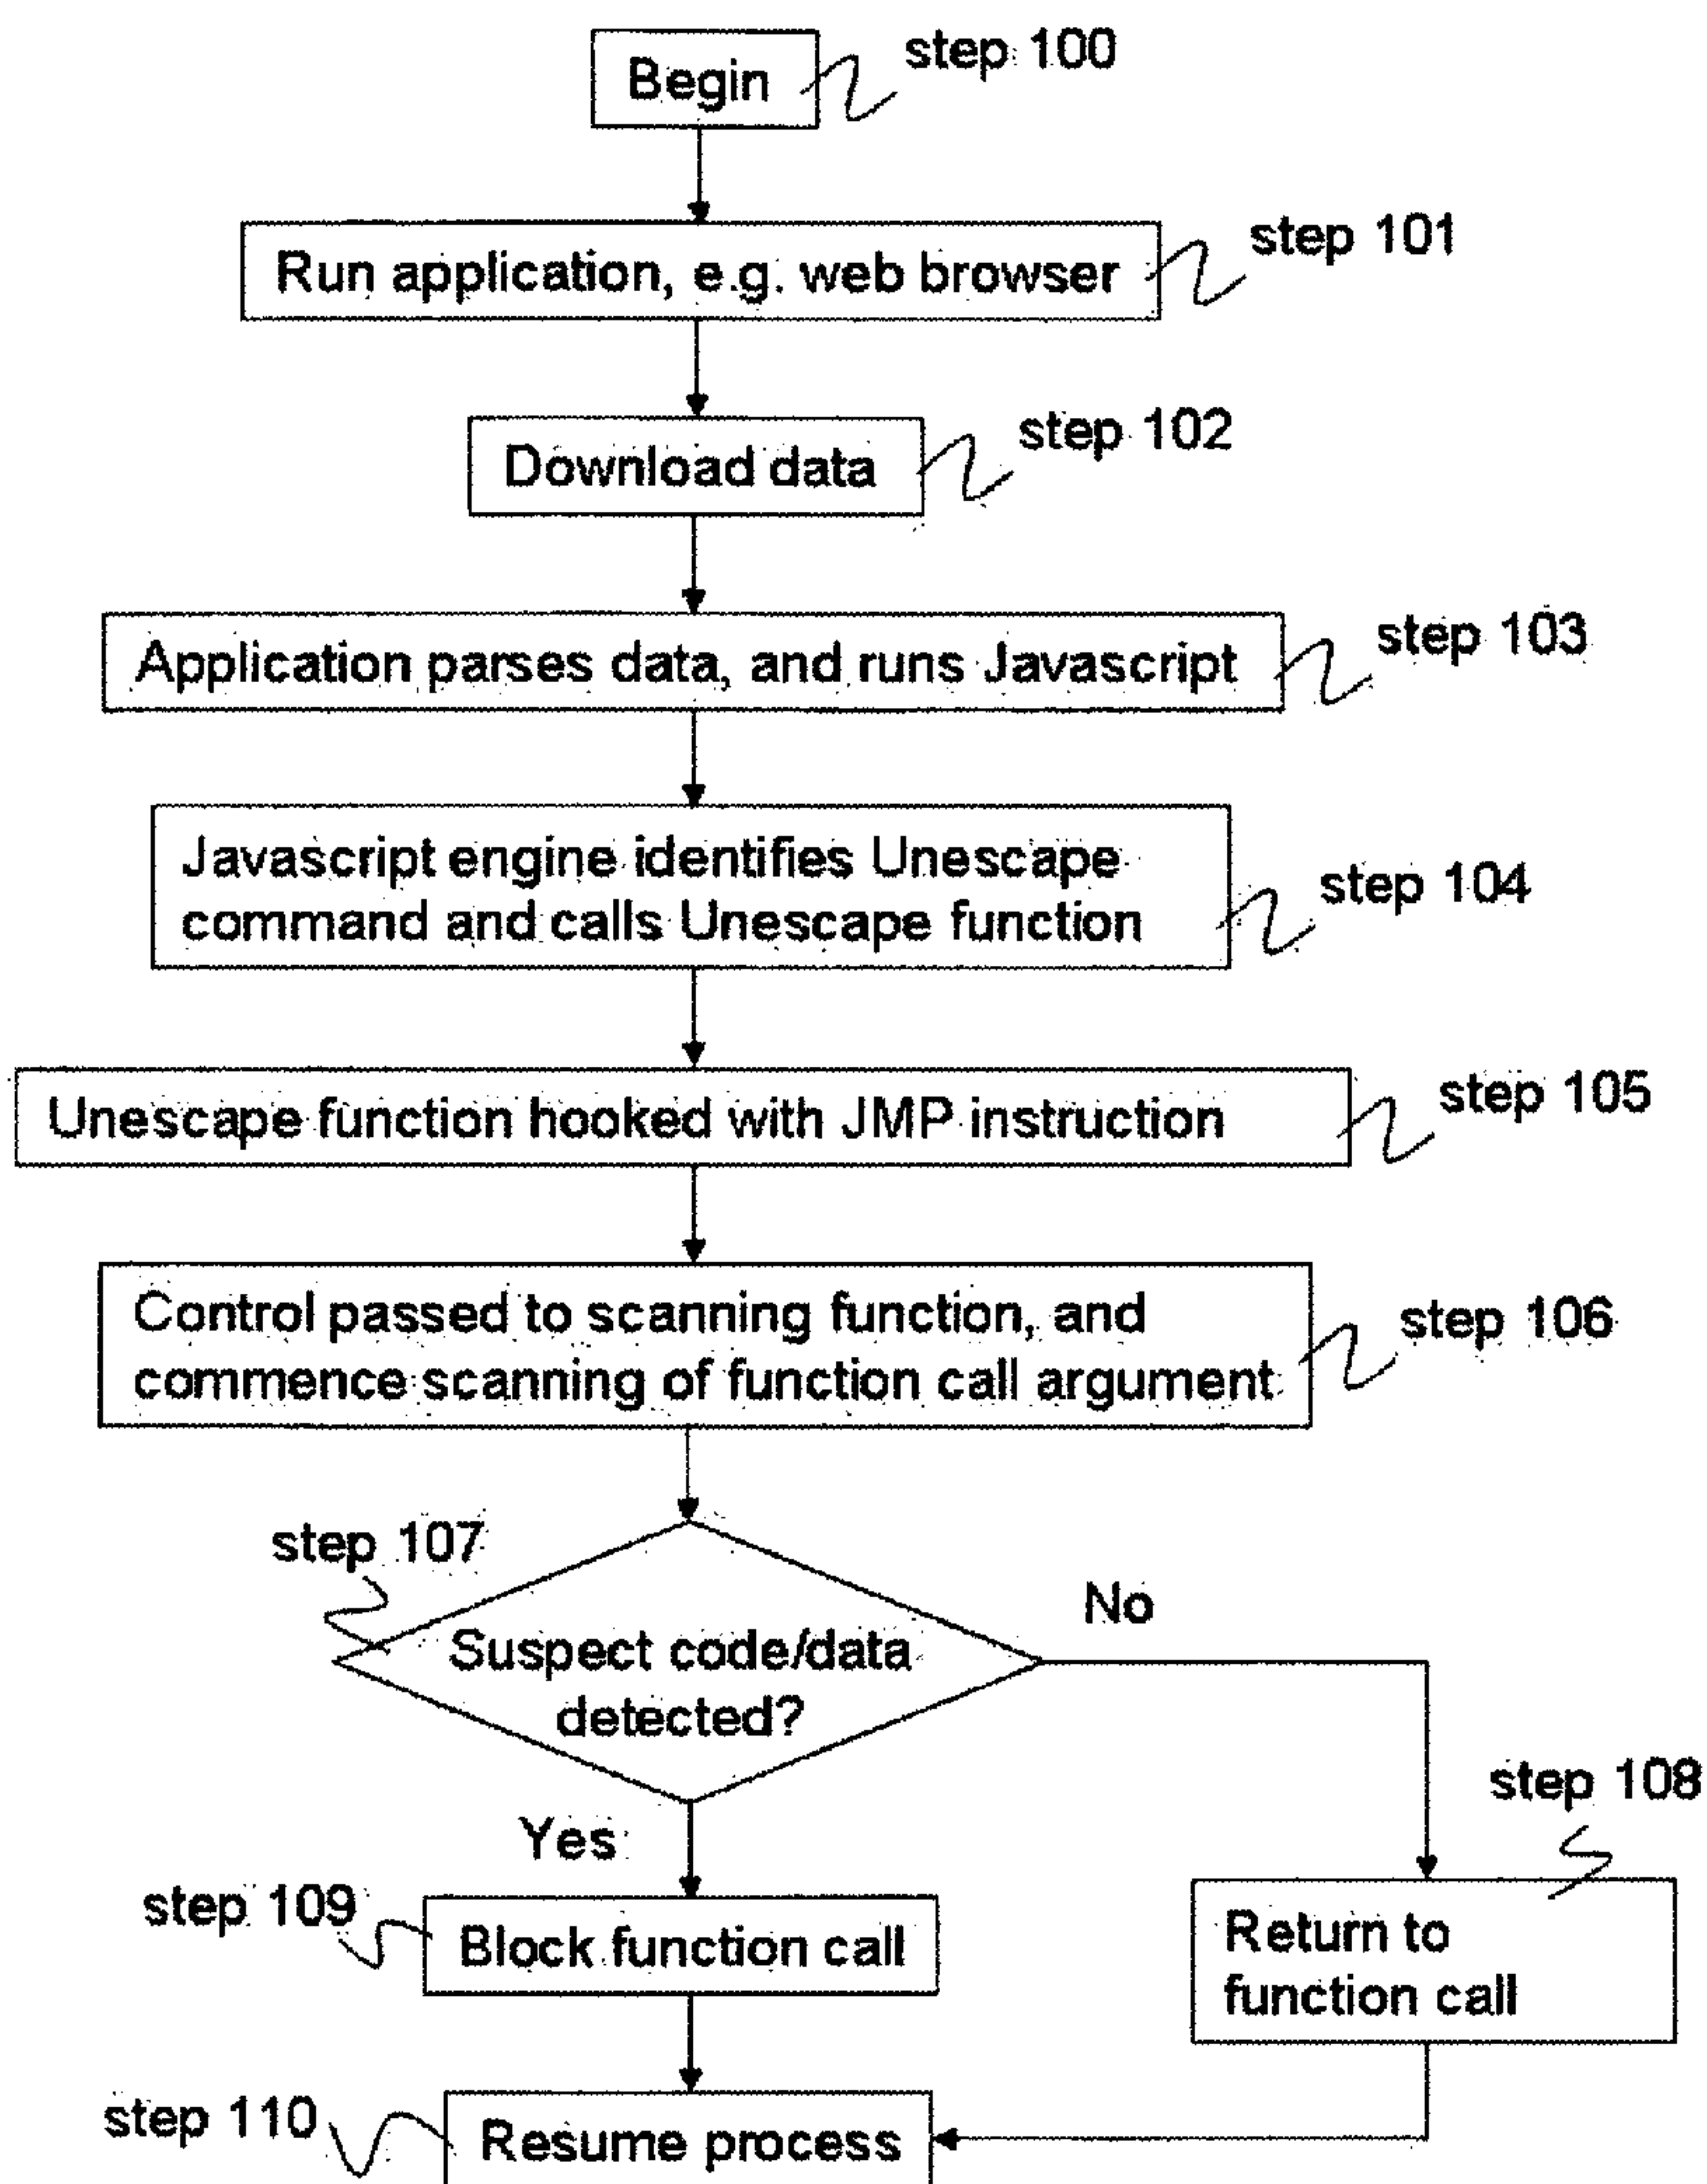 Begin
step 100
Run application, e.g. web browser
step 101
Download data
step 102
Application parses data, and runs Javascript
step 103
Javascript engine identifies Unescape
command and calls Unescape function
step 104
Unescape function hooked with JMP instruction
step 105
Control passed to scanning function, and
commence scanning of function call argument
step 106
step 107
Suspect code/data
detected?
No
Yes
step 108
Return to
function call
step 109
Block function call
step 110
Resume process